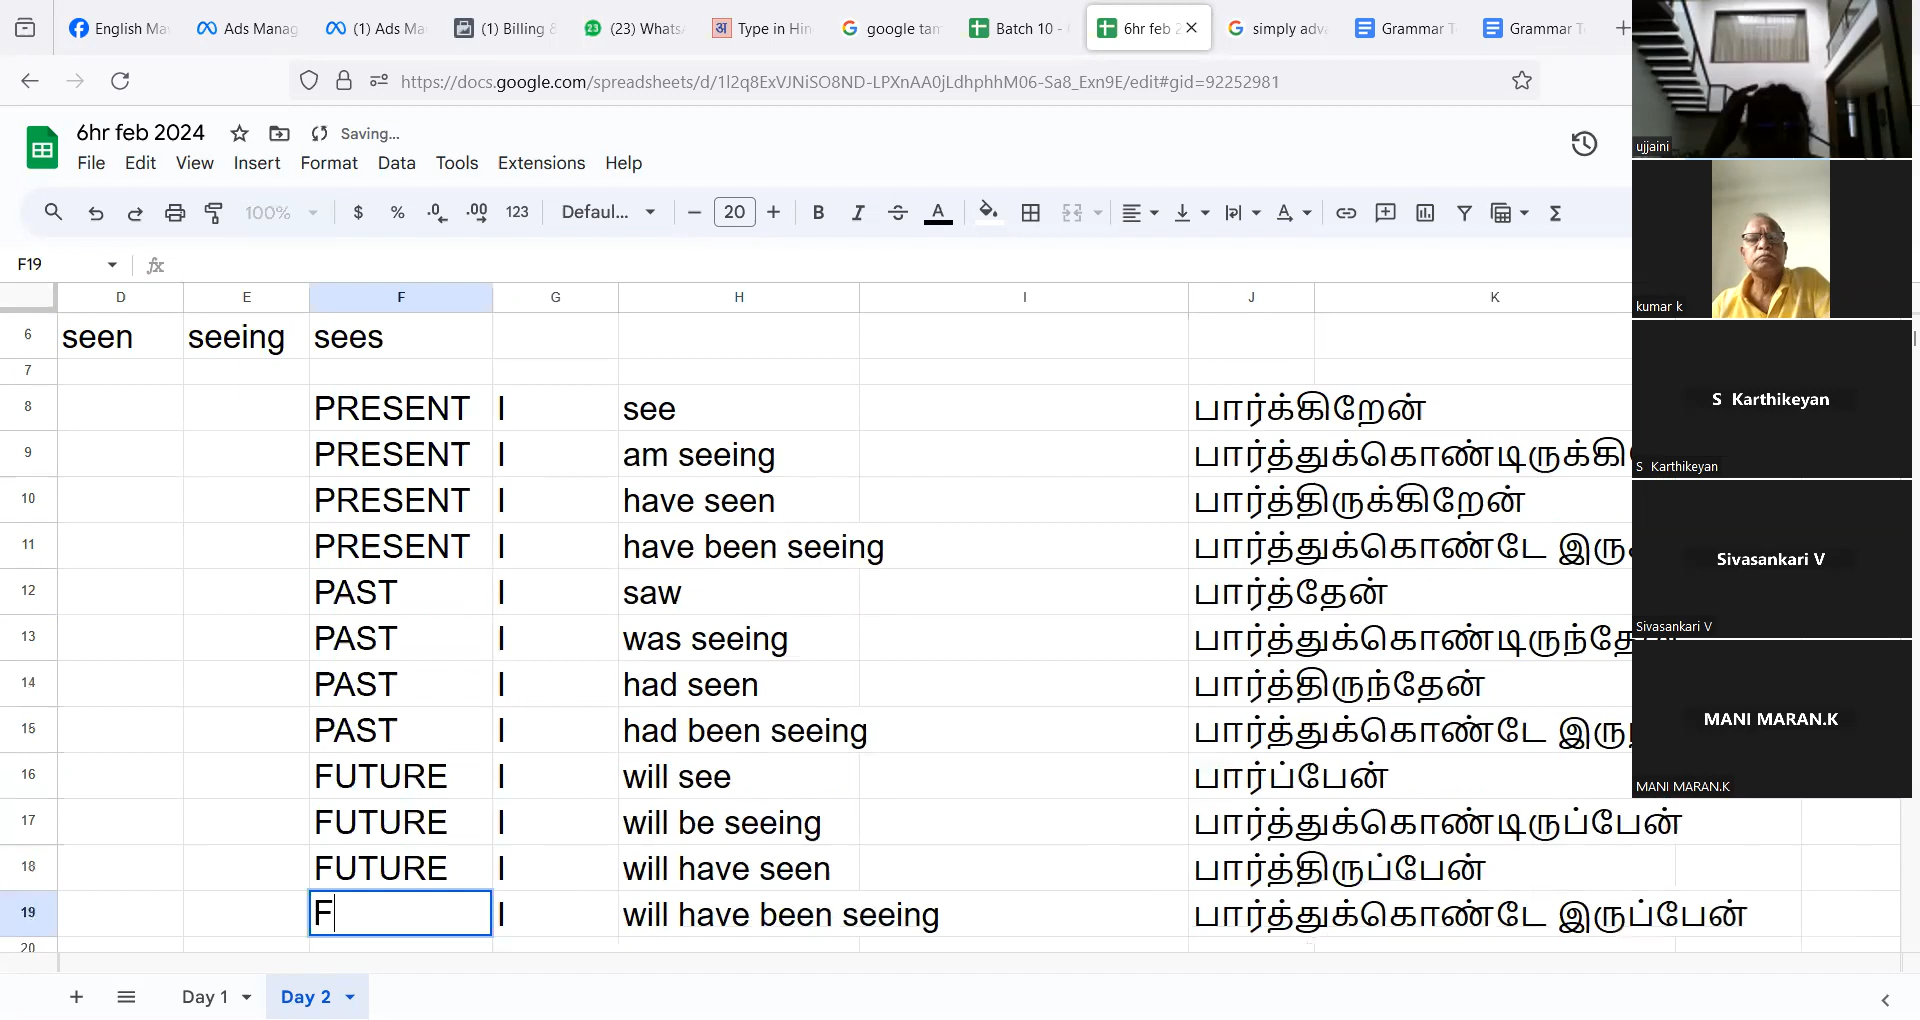 English Ma
Ads Manag
(1) Ads Ma
(1) Billing &
(23) Whats
Type in Hin
google tam
Batch 10 -
6hr feb 2
simply adv
Grammar T
Grammar T
https://docs.google.com/spreadsheets/d/1I2q8ExVJNiSO8ND-LPXnAA0jLdhphhM06-Sa8_Exn9E/edit#gid=92252981
6hr feb 2024 Saving...
File Edit View Insert Format Data Tools Extensions Help
100% $ % .0 .00 123 Defaul... 20 B I A
F19 fx
D E F G H I J K
6 seen seeing sees
7
8 PRESENT I see பார்க்கிறேன்
9 PRESENT I am seeing பார்த்துக்கொண்டிருக்கி
10 PRESENT I have seen பார்த்திருக்கிறேன்
11 PRESENT I have been seeing பார்த்துக்கொண்டே இரு
12 PAST I saw பார்த்தேன்
13 PAST I was seeing பார்த்துக்கொண்டிருந்தே
14 PAST I had seen பார்த்திருந்தேன்
15 PAST I had been seeing பார்த்துக்கொண்டே இரு
16 FUTURE I will see பார்ப்பேன்
17 FUTURE I will be seeing பார்த்துக்கொண்டிருப்பேன்
18 FUTURE I will have seen பார்த்திருப்பேன்
19 F I will have been seeing பார்த்துக்கொண்டே இருப்பேன்
20
Day 1 Day 2
ujjaini
kumar k
S Karthikeyan
S Karthikeyan
Sivasankari V
Sivasankari V
MANI MARAN.K
MANI MARAN.K